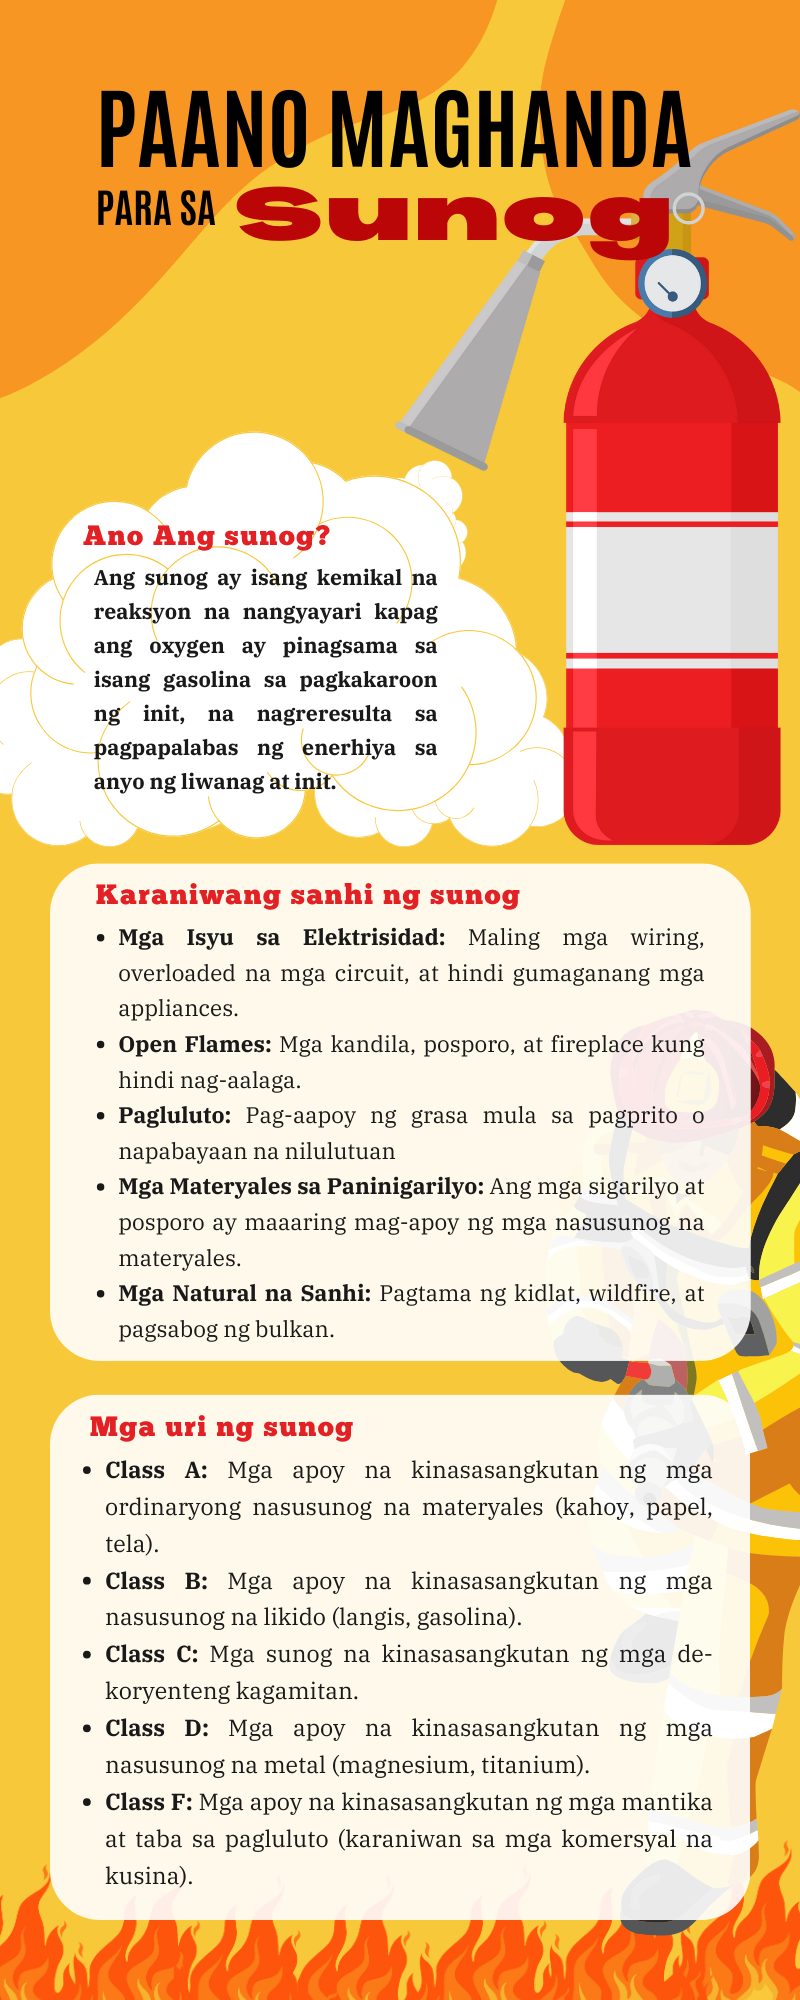 PAANO MAGHANDA
PARA SA Sunog
Ano Ang sunog?
Ang sunog ay isang kemikal na
reaksyon na nangyayari kapag
ang oxygen ay pinagsama sa
isang gasolina sa pagkakaroon
ng init, na nagreresulta sa
pagpapalabas ng enerhiya sa
anyo ng liwanag at init.
Karaniwang sanhi ng sunog
• Mga Isyu sa Elektrisidad: Maling mga wiring,
overloaded na mga circuit, at hindi gumaganang mga
appliances.
• Open Flames: Mga kandila, posporo, at fireplace kung
hindi nag-aalaga.
• Pagluluto: Pag-aapoy ng grasa mula sa pagprito o
napabayaan na nilulutuan
• Mga Materyales sa Paninigarilyo: Ang mga sigarilyo at
posporo ay maaaring mag-apoy ng mga nasusunog na
materyales.
• Mga Natural na Sanhi: Pagtama ng kidlat, wildfire, at
pagsabog ng bulkan.
Mga uri ng sunog
• Class A: Mga apoy na kinasasangkutan ng mga
ordinaryong nasusunog na materyales (kahoy, papel,
tela).
• Class B: Mga apoy na kinasasangkutan ng mga
nasusunog na likido (langis, gasolina).
• Class C: Mga sunog na kinasasangkutan ng mga de-
koryenteng kagamitan.
• Class D: Mga apoy na kinasasangkutan ng mga
nasusunog na metal (magnesium, titanium).
• Class F: Mga apoy na kinasasangkutan ng mga mantika
at taba sa pagluluto (karaniwan sa mga komersyal na
kusina).